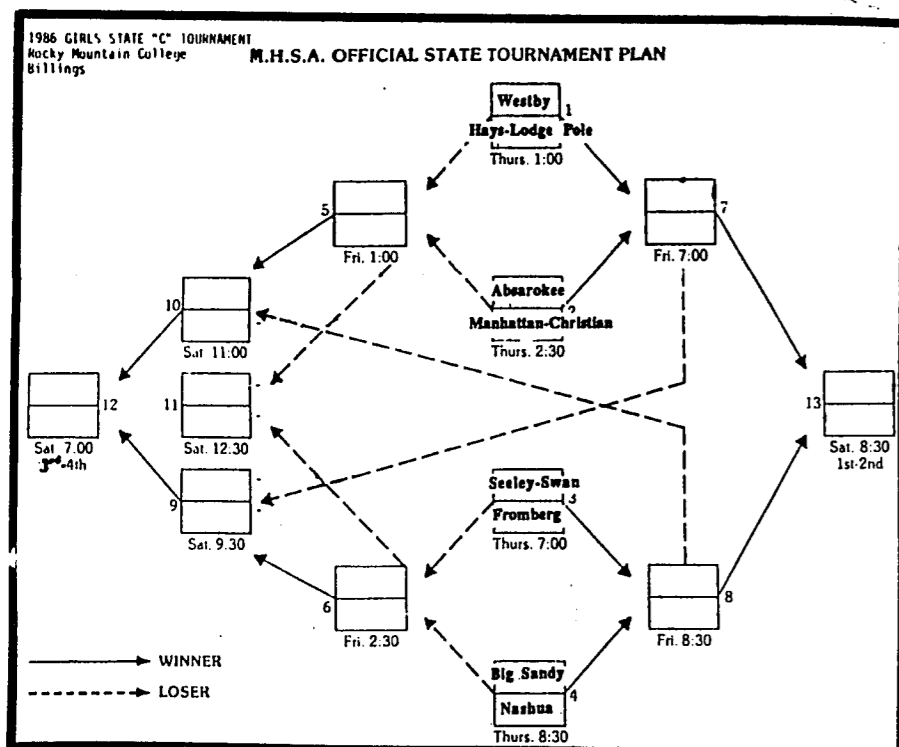 1986 GIRLS STATE "C" TOURNAMENT
Rocky Mountain College
Billings
M.H.S.A. OFFICIAL STATE TOURNAMENT PLAN
Westby
1
Hays-Lodge Pole
Thurs. 1:00
5
Fri. 1:00
7
Fri. 7:00
Absarokee
2
Manhattan-Christian
Thurs. 2:30
10
Sat. 11:00
12
Sat. 7:00
3rd-4th
11
Sat. 12:30
13
Sat. 8:30
1st-2nd
9
Sat. 9:30
Seeley-Swan
3
Fromberg
Thurs. 7:00
6
Fri. 2:30
8
Fri. 8:30
Big Sandy
4
Nashua
Thurs. 8:30
WINNER
LOSER